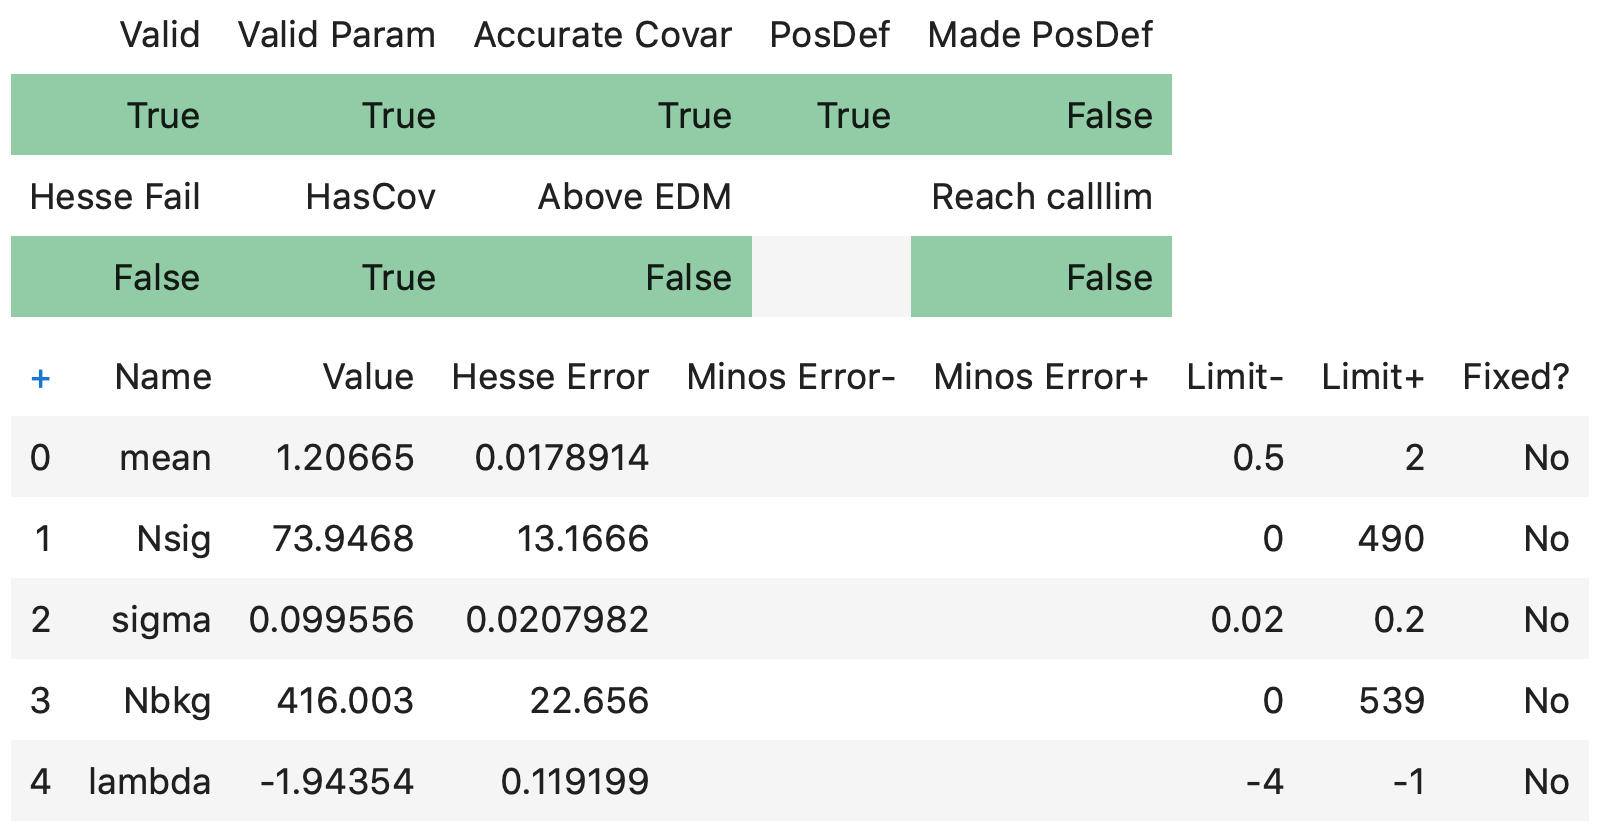 Valid Valid Param Accurate Covar PosDef Made PosDef
True True True True False
Hesse Fail HasCov Above EDM Reach calllim
False True False False
+ Name Value Hesse Error Minos Error- Minos Error+ Limit- Limit+ Fixed?
0 mean 1.20665 0.0178914 0.5 2 No
1 Nsig 73.9468 13.1666 0 490 No
2 sigma 0.099556 0.0207982 0.02 0.2 No
3 Nbkg 416.003 22.656 0 539 No
4 lambda -1.94354 0.119199 -4 -1 No